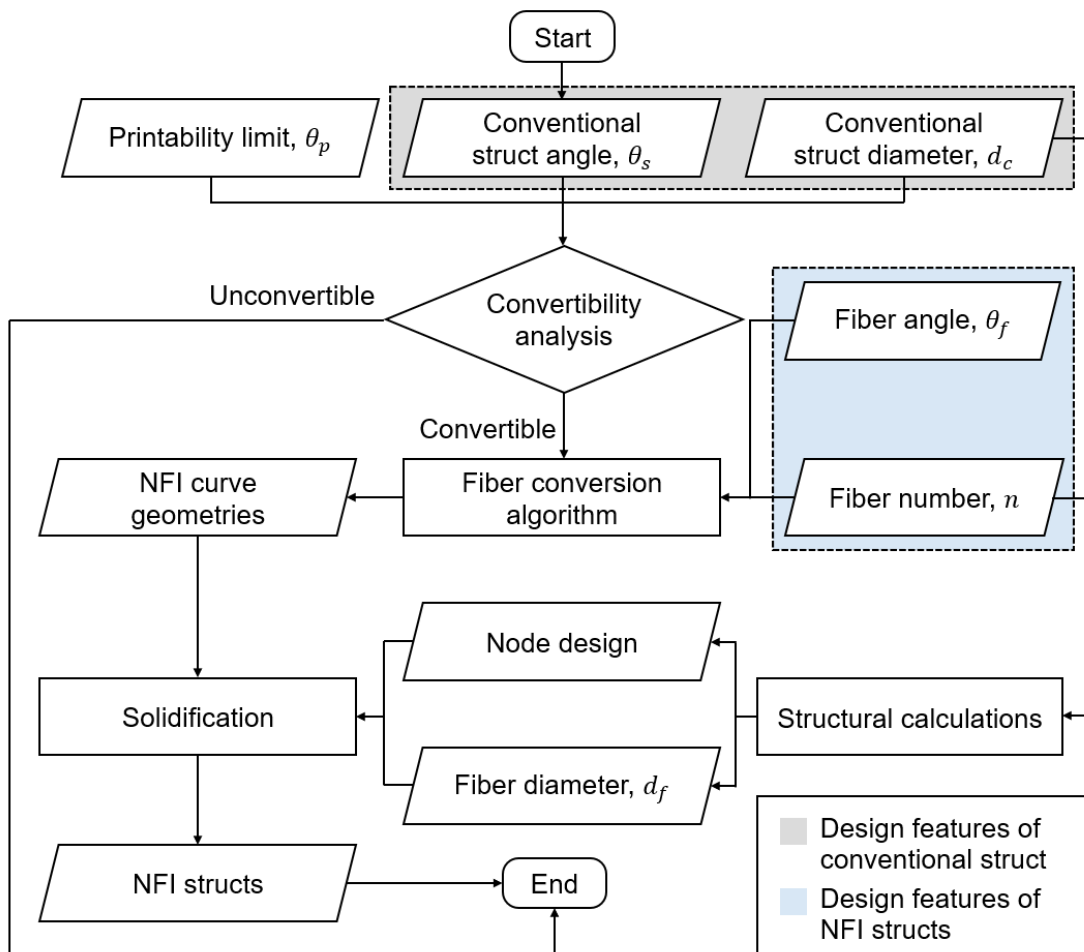 Start
Printability limit, θₚ
Conventional
struct angle, θₛ
Conventional
struct diameter, d𝑐
Unconvertible
Convertibility
analysis
Fiber angle, θ𝑓
Convertible
NFI curve
geometries
Fiber conversion
algorithm
Fiber number, n
Node design
Solidification
Structural calculations
Fiber diameter, d𝑓
NFI structs
End
Design features of
conventional struct
Design features of
NFI structs